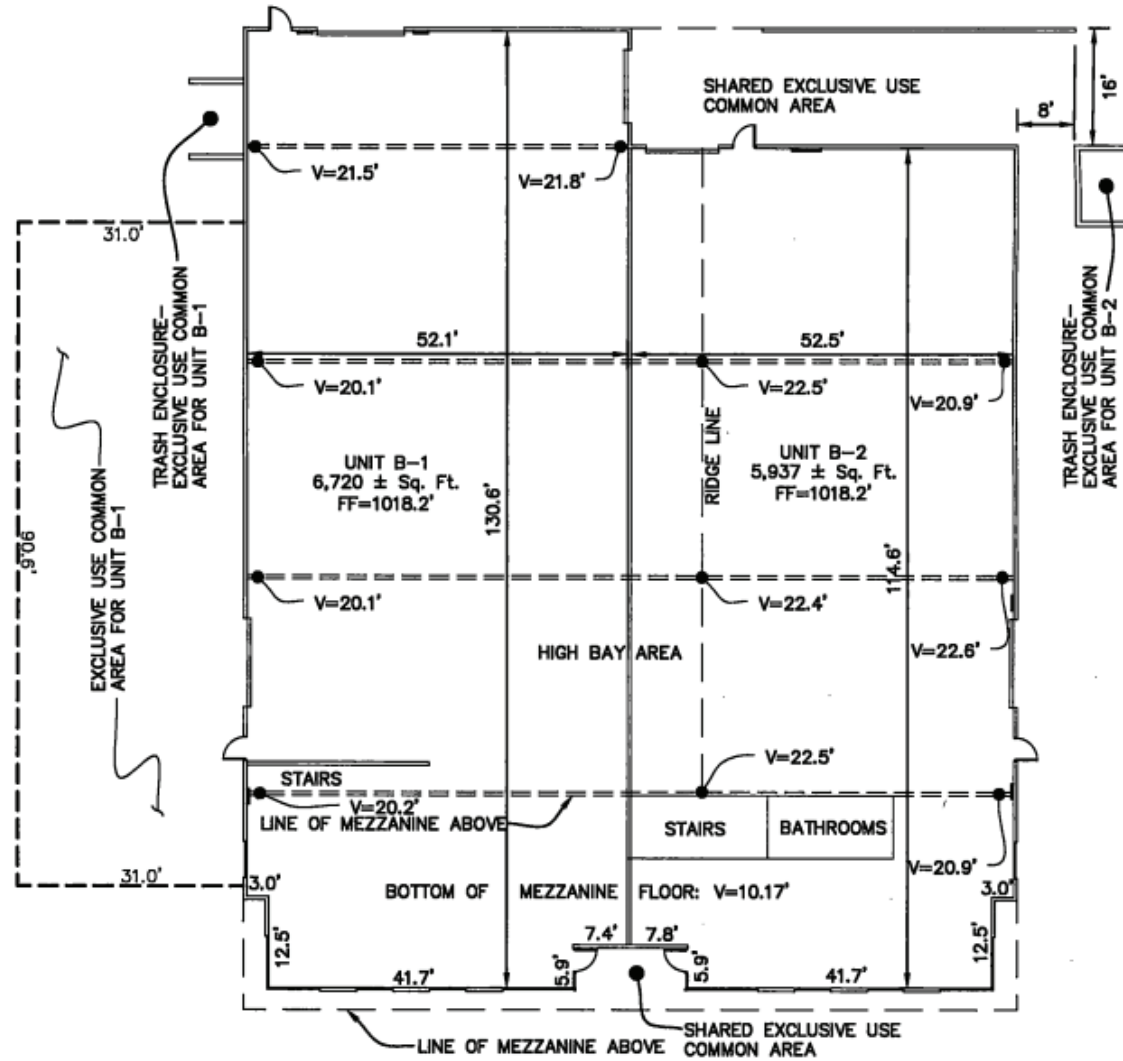 SHARED EXCLUSIVE USE
COMMON AREA
16'
8'
V=21.5'
V=21.8'
31.0'
TRASH ENCLOSURE-
EXCLUSIVE USE COMMON
AREA FOR UNIT B-1
TRASH ENCLOSURE-
EXCLUSIVE USE COMMON
AREA FOR UNIT B-2
52.1'
52.5'
V=20.1'
V=22.5'
V=20.9'
RIDGE LINE
UNIT B-1
6,720 ± Sq. Ft.
FF=1018.2'
UNIT B-2
5,937 ± Sq. Ft.
FF=1018.2'
130.6'
114.6'
90.6'
EXCLUSIVE USE COMMON
AREA FOR UNIT B-1
V=20.1'
V=22.4'
V=22.6'
HIGH BAY AREA
V=22.5'
STAIRS
V=20.2'
LINE OF MEZZANINE ABOVE
STAIRS
BATHROOMS
V=20.9'
31.0'
3.0'
BOTTOM OF MEZZANINE FLOOR: V=10.17'
3.0'
12.5'
7.4'
7.8'
12.5'
5.9'
5.9'
41.7'
41.7'
SHARED EXCLUSIVE USE
COMMON AREA
LINE OF MEZZANINE ABOVE